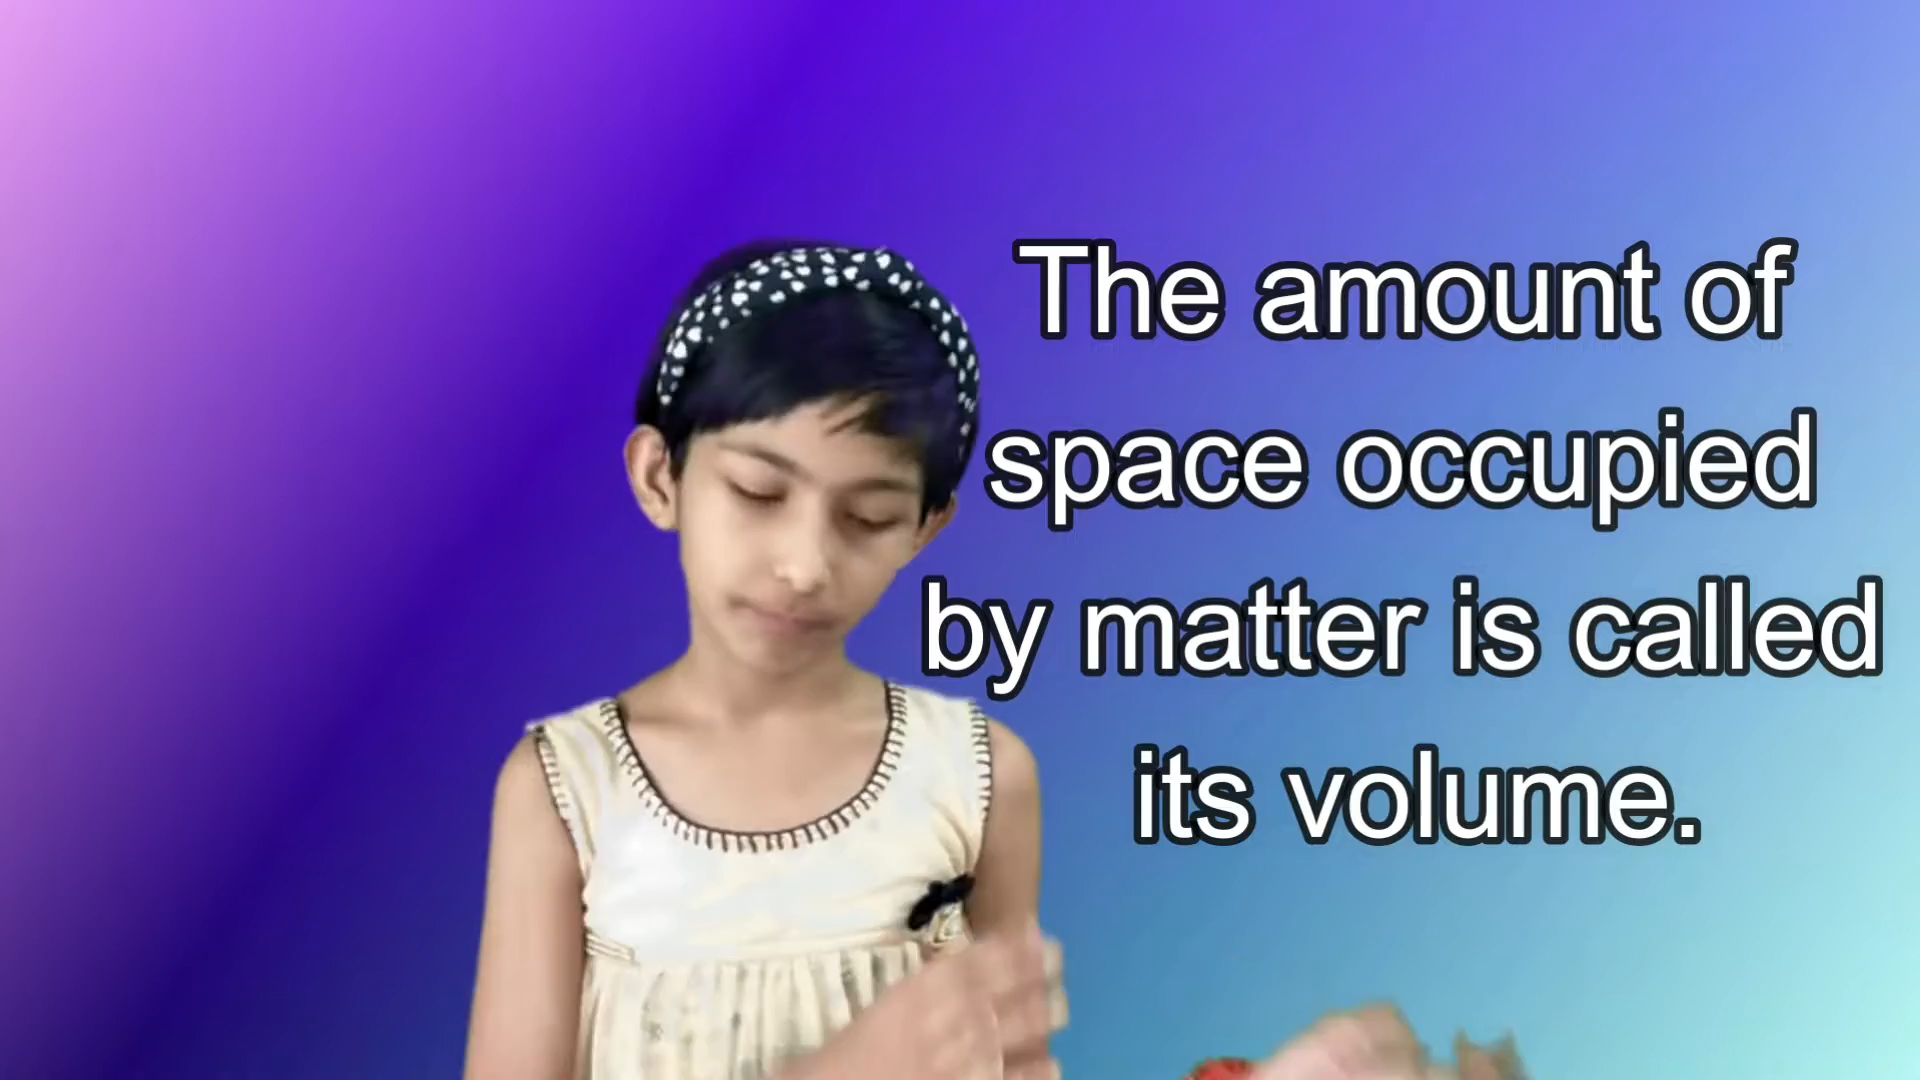 The amount of
space occupied
by matter is called
its volume.